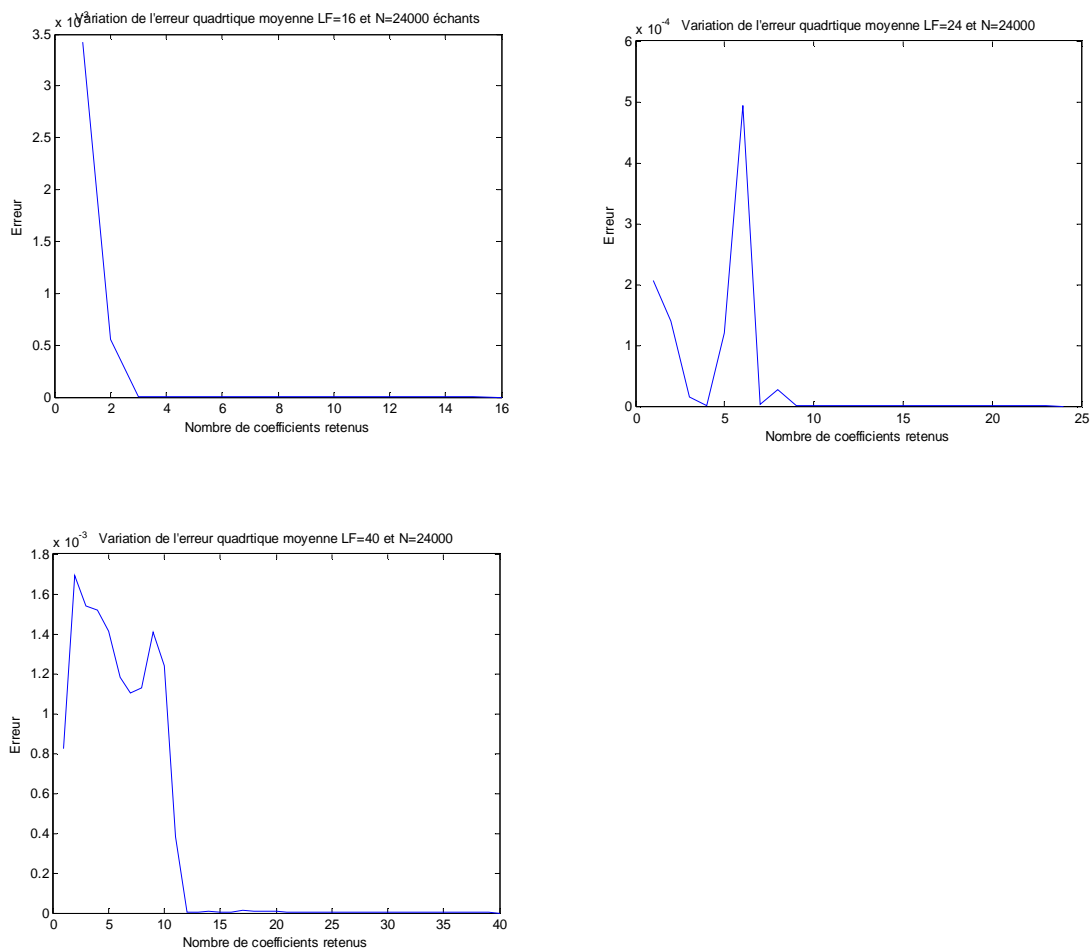 x 10-3
Variation de l'erreur quadrtique moyenne LF=16 et N=24000 échants
3.5
3
2.5
2
1.5
1
0.5
0
Erreur
0 2 4 6 8 10 12 14 16
Nombre de coefficients retenus
x 10-4
Variation de l'erreur quadrtique moyenne LF=24 et N=24000
6
5
4
3
2
1
0
Erreur
0 5 10 15 20 25
Nombre de coefficients retenus
x 10-3
Variation de l'erreur quadrtique moyenne LF=40 et N=24000
1.8
1.6
1.4
1.2
1
0.8
0.6
0.4
0.2
0
Erreur
0 5 10 15 20 25 30 35 40
Nombre de coefficients retenus